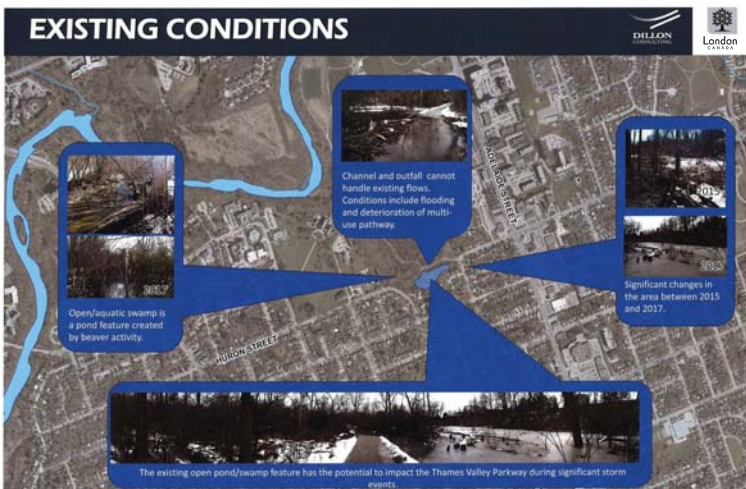 EXISTING CONDITIONS
DILLON
CONSULTING
London
CANADA
Channel and outfall cannot
handle existing flows.
Conditions include flooding
and deterioration of multi-
use pathway.
ADELAIDE STREET
2015
2017
Significant changes in
the area between 2015
and 2017.
2017
Open/aquatic swamp is
a pond feature created
by beaver activity.
HURON STREET
The existing open pond/swamp feature has the potential to impact the Thames Valley Parkway during significant storm
events.